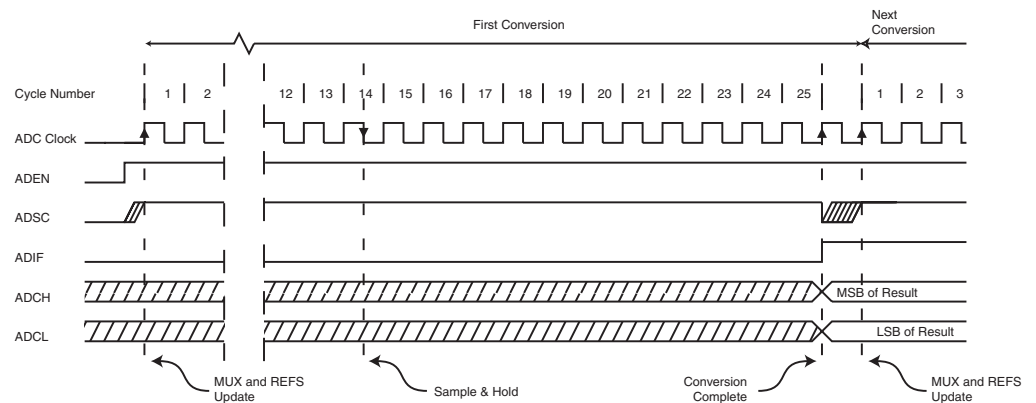 First Conversion
Next
Conversion
Cycle Number
1 2 12 13 14 15 16 17 18 19 20 21 22 23 24 25 1 2 3
ADC Clock
ADEN
ADSC
ADIF
ADCH
MSB of Result
ADCL
LSB of Result
MUX and REFS
Update
Sample & Hold
Conversion
Complete
MUX and REFS
Update